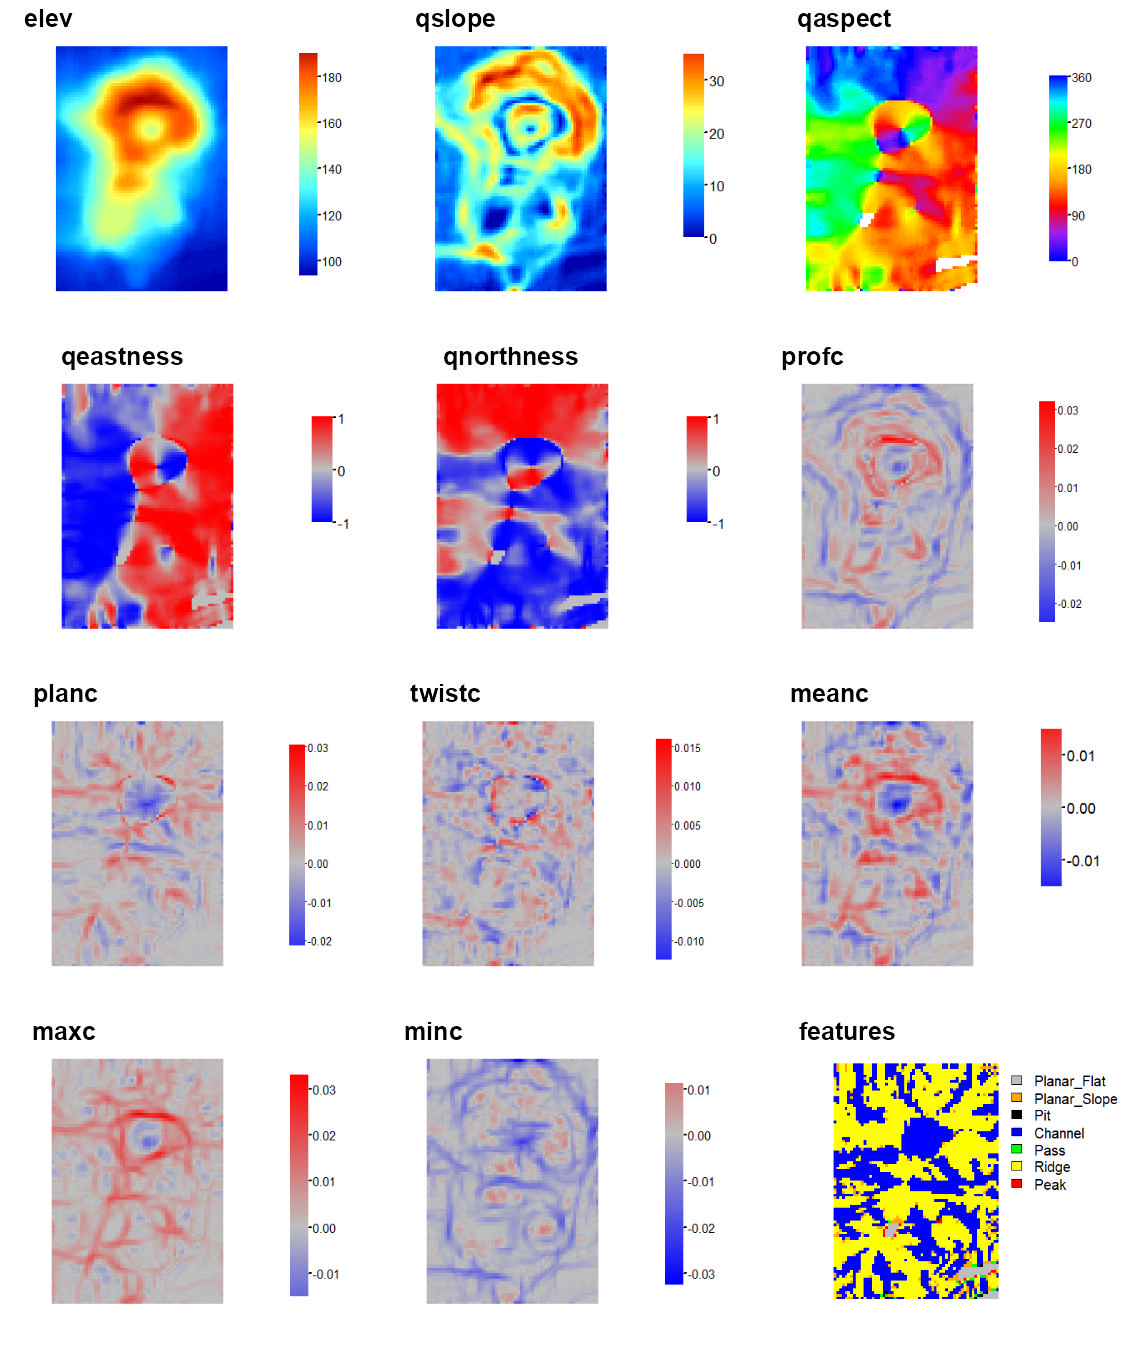 elev
180
160
140
120
100
qslope
30
20
10
0
qaspect
360
270
180
90
0
qeastness
1
0
-1
qnorthness
1
0
-1
profc
0.03
0.02
0.01
0.00
-0.01
-0.02
planc
0.03
0.02
0.01
0.00
-0.01
-0.02
twistc
0.015
0.010
0.005
0.000
-0.005
-0.010
meanc
0.01
0.00
-0.01
maxc
0.03
0.02
0.01
0.00
-0.01
minc
0.01
0.00
-0.01
-0.02
-0.03
features
Planar_Flat
Planar_Slope
Pit
Channel
Pass
Ridge
Peak